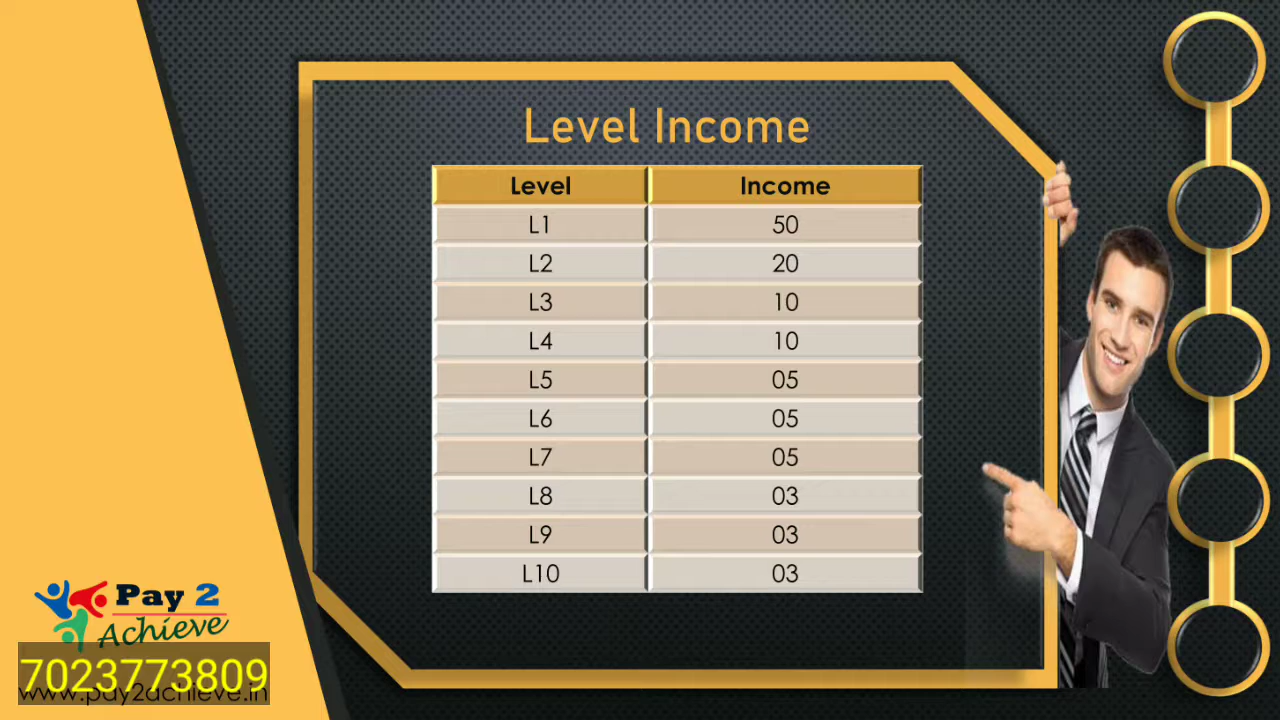 Level Income
Level Income
L1 50
L2 20
L3 10
L4 10
L5 05
L6 05
L7 05
L8 03
L9 03
L10 03
Pay 2
Achieve
7023773809
www.pay2achieve.in